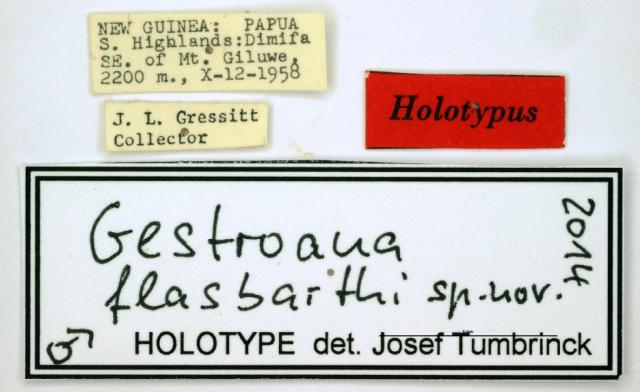 NEW GUINEA: PAPUA
S. Highlands:Dimifa
SE. of Mt. Giluwe,
2200 m., X-12-1958
J. L. Gressitt
Collector
Holotypus
Gestroana
flasbarthi sp.nov.
2014
♂ HOLOTYPE det. Josef Tumbrinck